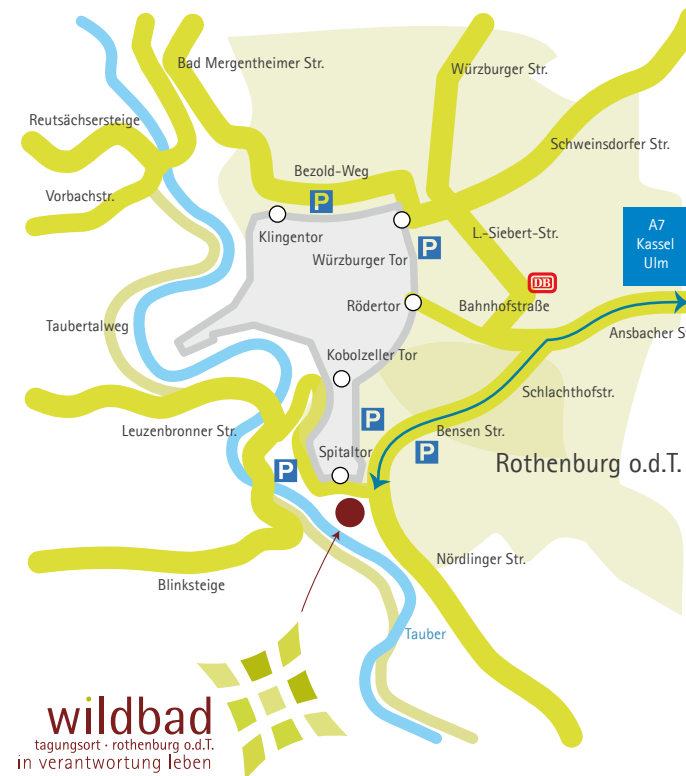 Bad Mergentheimer Str.
Würzburger Str.
Reutsächsersteige
Schweinsdorfer Str.
Bezold-Weg
Vorbachstr.
P
Klingentor
L.-Siebert-Str.
A7
Kassel
Ulm
P
Würzburger Tor
DB
Rödertor
Bahnhofstraße
Taubertalweg
Ansbacher S
Kobolzeller Tor
Schlachthofstr.
P
Leuzenbronner Str.
Bensen Str.
P
Spitaltor
P
Rothenburg o.d.T.
Nördlinger Str.
Blinksteige
Tauber
wildbad
tagungsort · rothenburg o.d.T.
in verantwortung leben